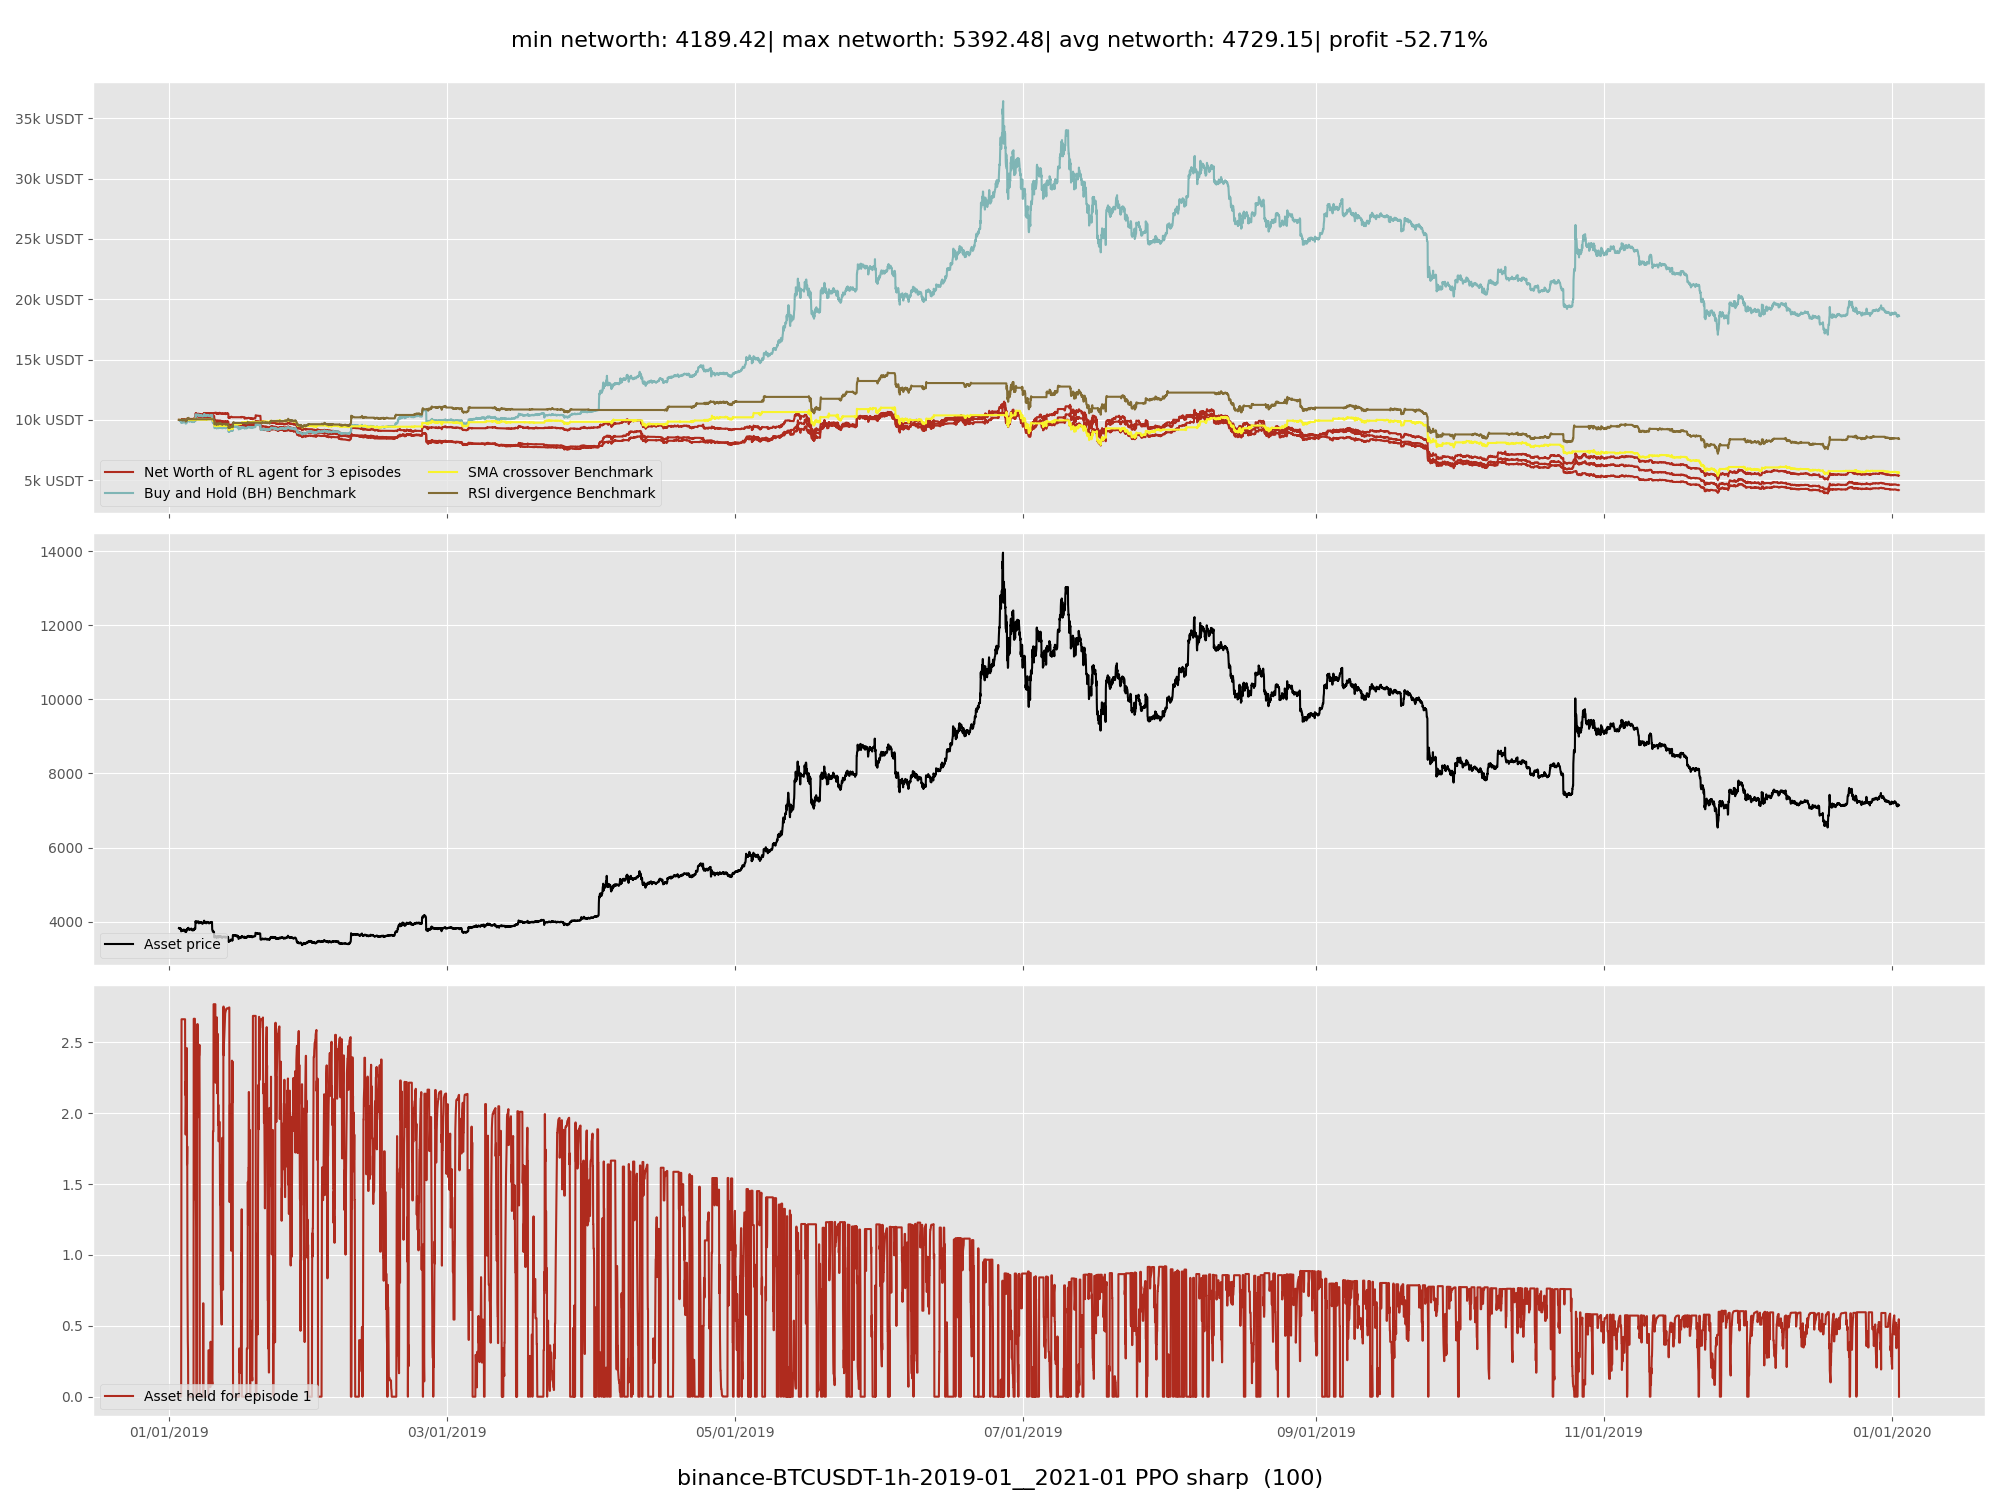 min networth: 4189.42| max networth: 5392.48| avg networth: 4729.15| profit -52.71%
35k USDT
30k USDT
25k USDT
20k USDT
15k USDT
10k USDT
5k USDT
Net Worth of RL agent for 3 episodes
Buy and Hold (BH) Benchmark
SMA crossover Benchmark
RSI divergence Benchmark
14000
12000
10000
8000
6000
4000
Asset price
2.5
2.0
1.5
1.0
0.5
0.0
Asset held for episode 1
01/01/2019 03/01/2019 05/01/2019 07/01/2019 09/01/2019 11/01/2019 01/01/2020
binance-BTCUSDT-1h-2019-01__2021-01 PPO sharp  (100)